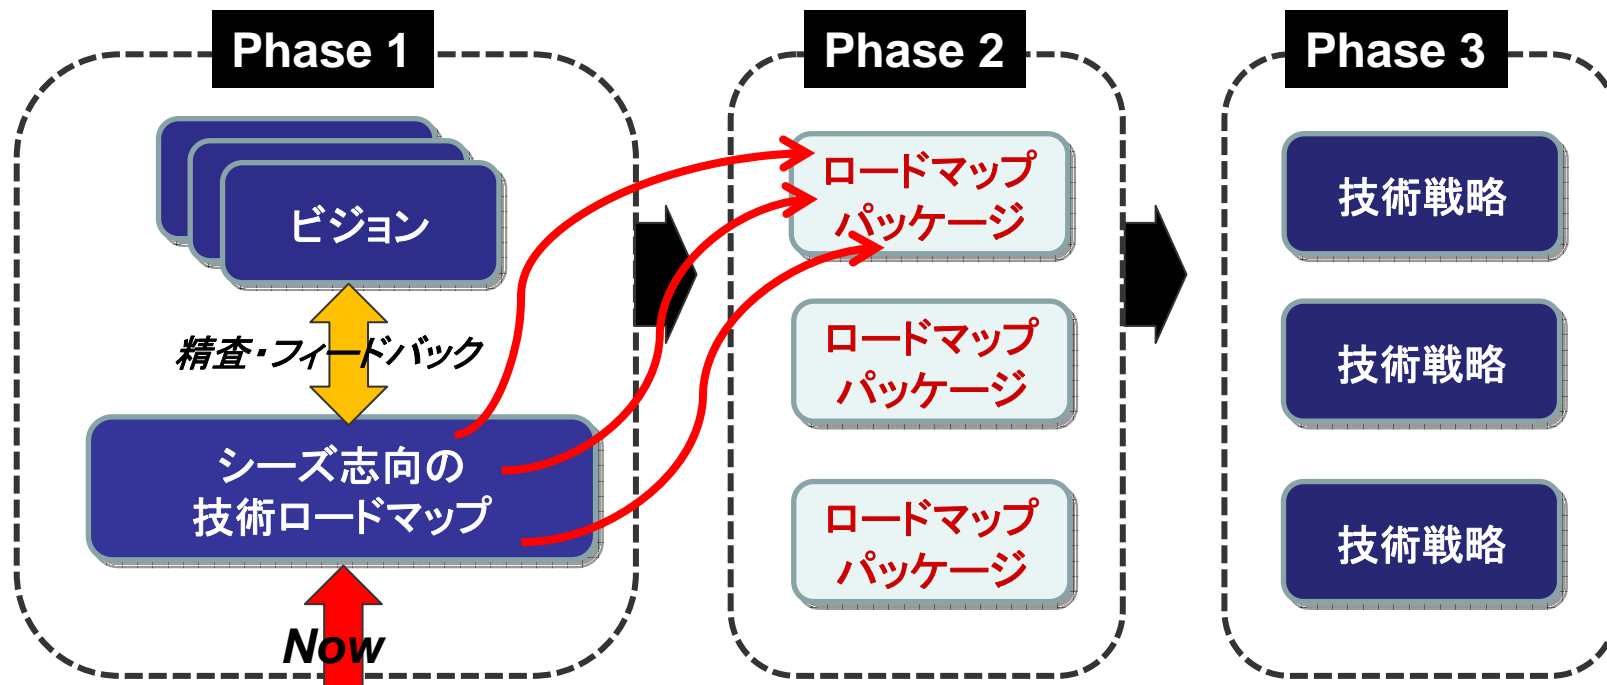 Phase 1
ビジョン
精査・フィードバック
シーズ志向の
技術ロードマップ
Now
Phase 2
ロードマップ
パッケージ
ロードマップ
パッケージ
ロードマップ
パッケージ
Phase 3
技術戦略
技術戦略
技術戦略